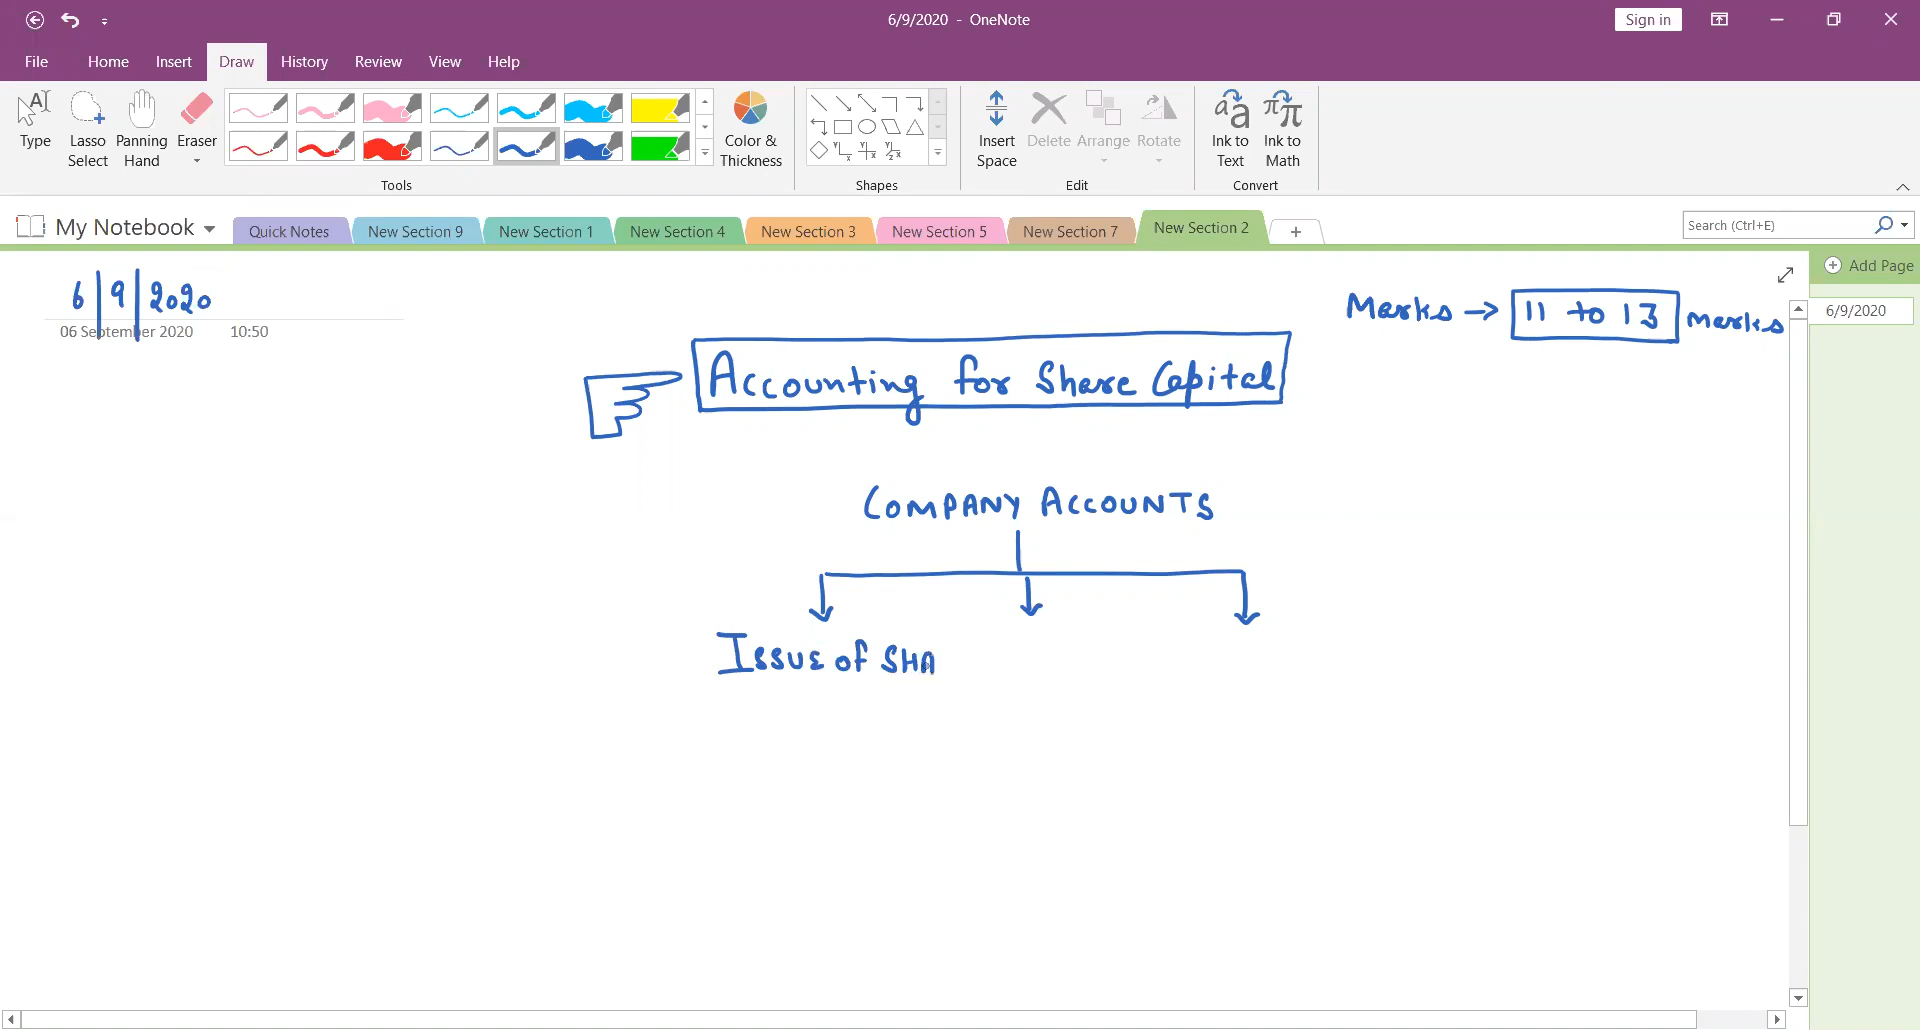 6/9/2020 - OneNote
Sign in
File Home Insert Draw History Review View Help
Type
Lasso Select
Panning Hand
Eraser
Color & Thickness
Insert Space
Delete
Arrange
Rotate
Ink to Text
Ink to Math
Tools Shapes Edit Convert
My Notebook Quick Notes New Section 9 New Section 1 New Section 4 New Section 3 New Section 5 New Section 7 New Section 2
Search (Ctrl+E)
Add Page
6/9/2020
6|9|2020
06 September 2020 10:50
Marks → 11 to 13 marks
Accounting for Share Capital
COMPANY ACCOUNTS
ISSUE of SHA